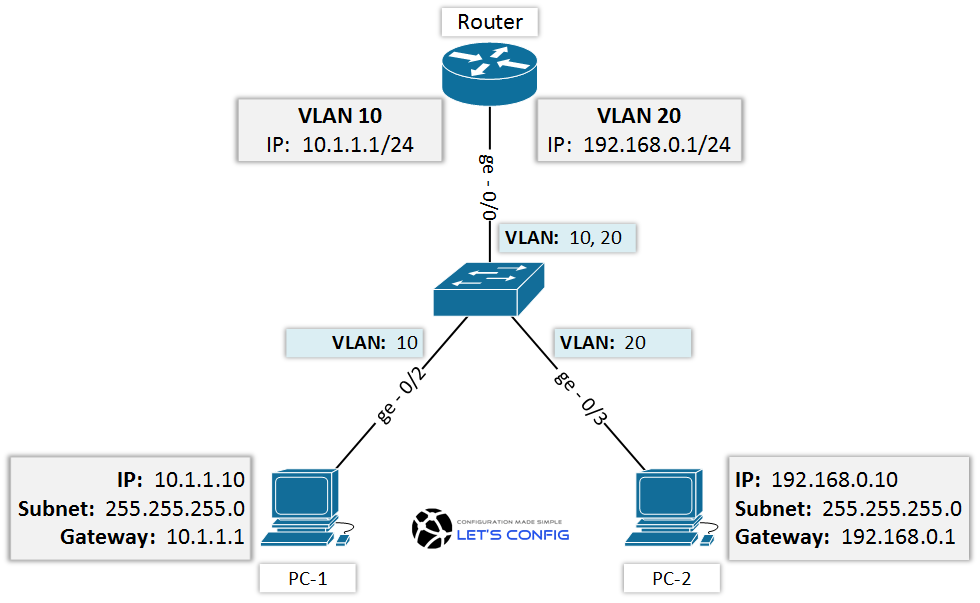 Router
VLAN 10
IP: 10.1.1.1/24
VLAN 20
IP: 192.168.0.1/24
ge - 0/0
VLAN: 10, 20
VLAN: 10
VLAN: 20
ge - 0/2
ge - 0/3
IP: 10.1.1.10
Subnet: 255.255.255.0
Gateway: 10.1.1.1
PC-1
CONFIGURATION MADE SIMPLE
LET'S CONFIG
IP: 192.168.0.10
Subnet: 255.255.255.0
Gateway: 192.168.0.1
PC-2